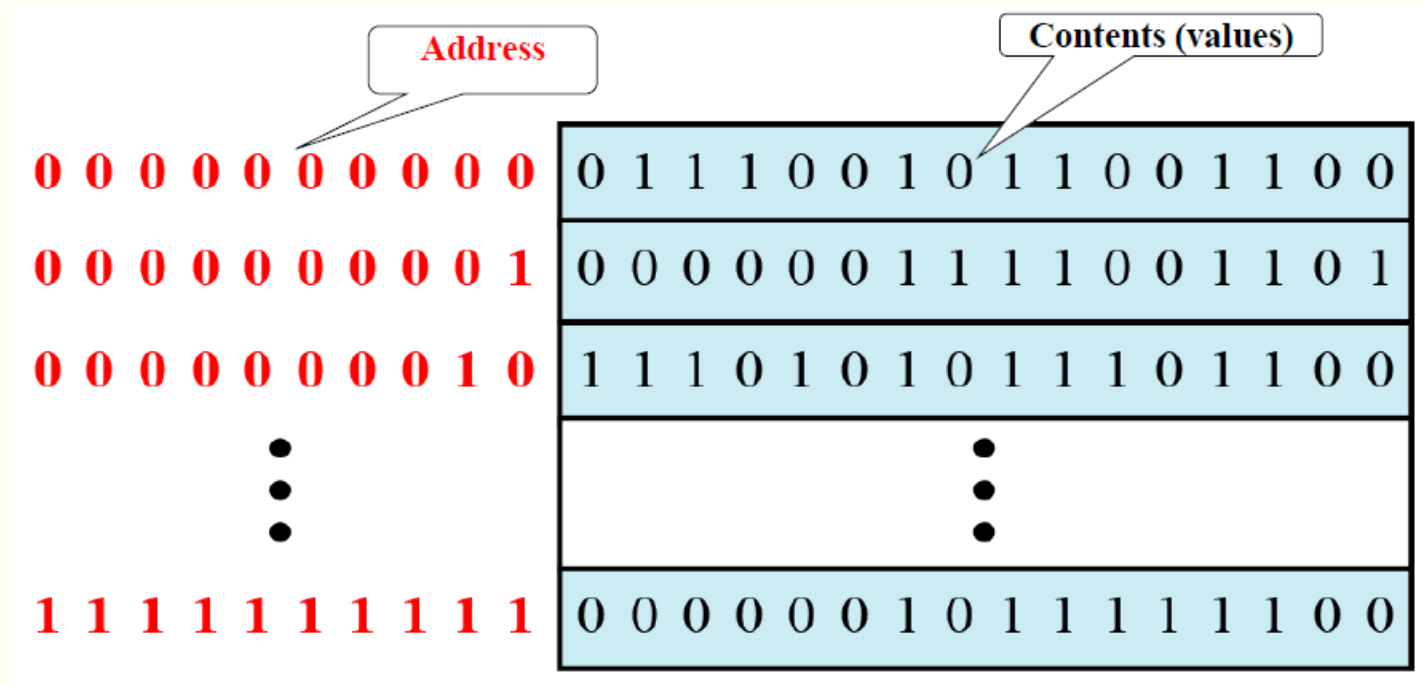 Address
Contents (values)
0 0 0 0 0 0 0 0 0 0 0 1 1 1 0 0 1 0 1 1 0 0 1 1 0 0
0 0 0 0 0 0 0 0 0 1 0 0 0 0 0 0 1 1 1 1 0 0 1 1 0 1
0 0 0 0 0 0 0 0 1 0 1 1 1 0 1 0 1 0 1 1 1 0 1 1 0 0
1 1 1 1 1 1 1 1 1 1 0 0 0 0 0 0 1 0 1 1 1 1 1 1 0 0